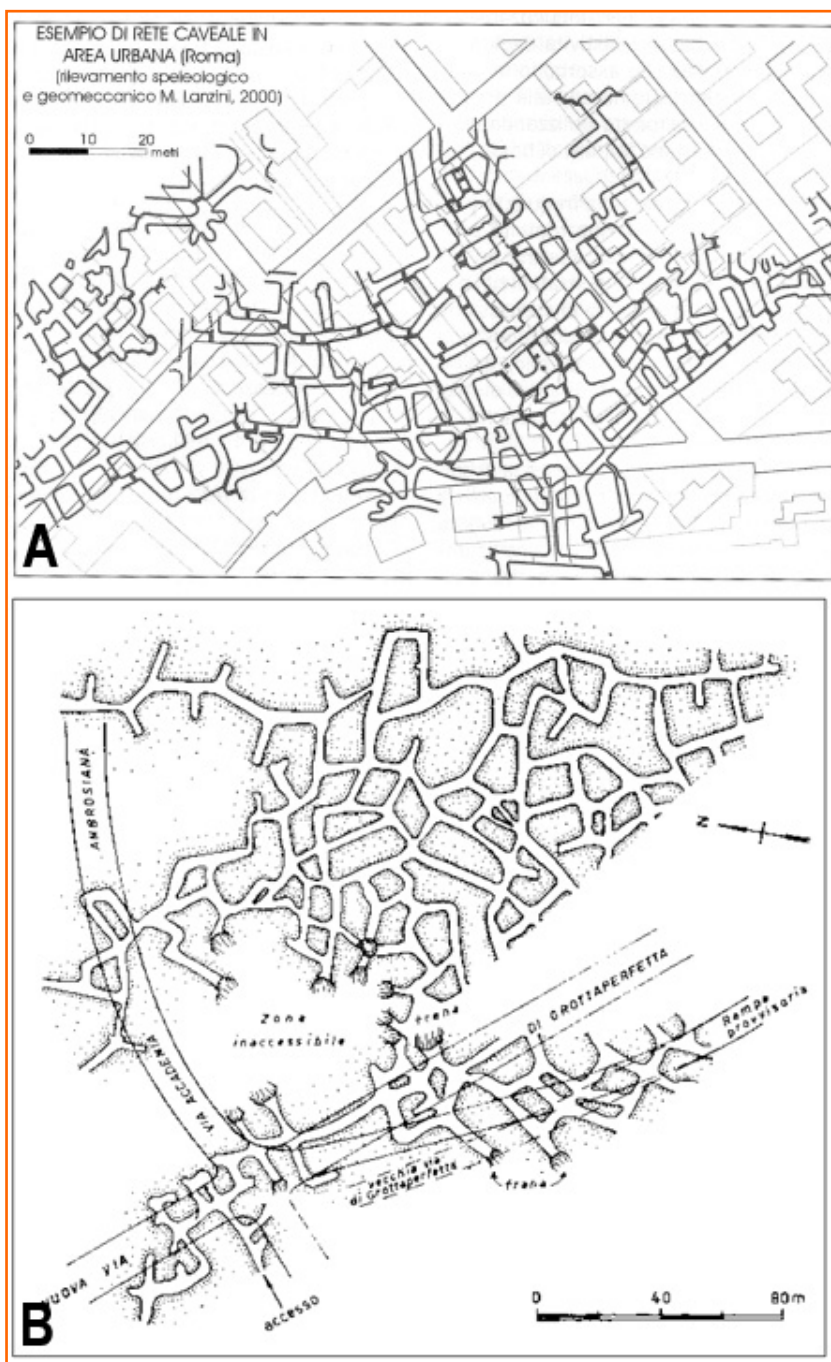 ESEMPIO DI RETE CAVEALE IN
AREA URBANA (Roma)
(rilevamento speleologico
e geomeccanico M. Lanzini, 2000)
0 10 20
metri
A
AMBROSIANA
N
Zona
inaccessibile
frana
DI GROTTAPERFETTA
Rampa
provvisoria
VIA ACCADEMIA
vecchia via
di Grottaperfetta
frana
NUOVA VIA
accesso
0 40 80m
B